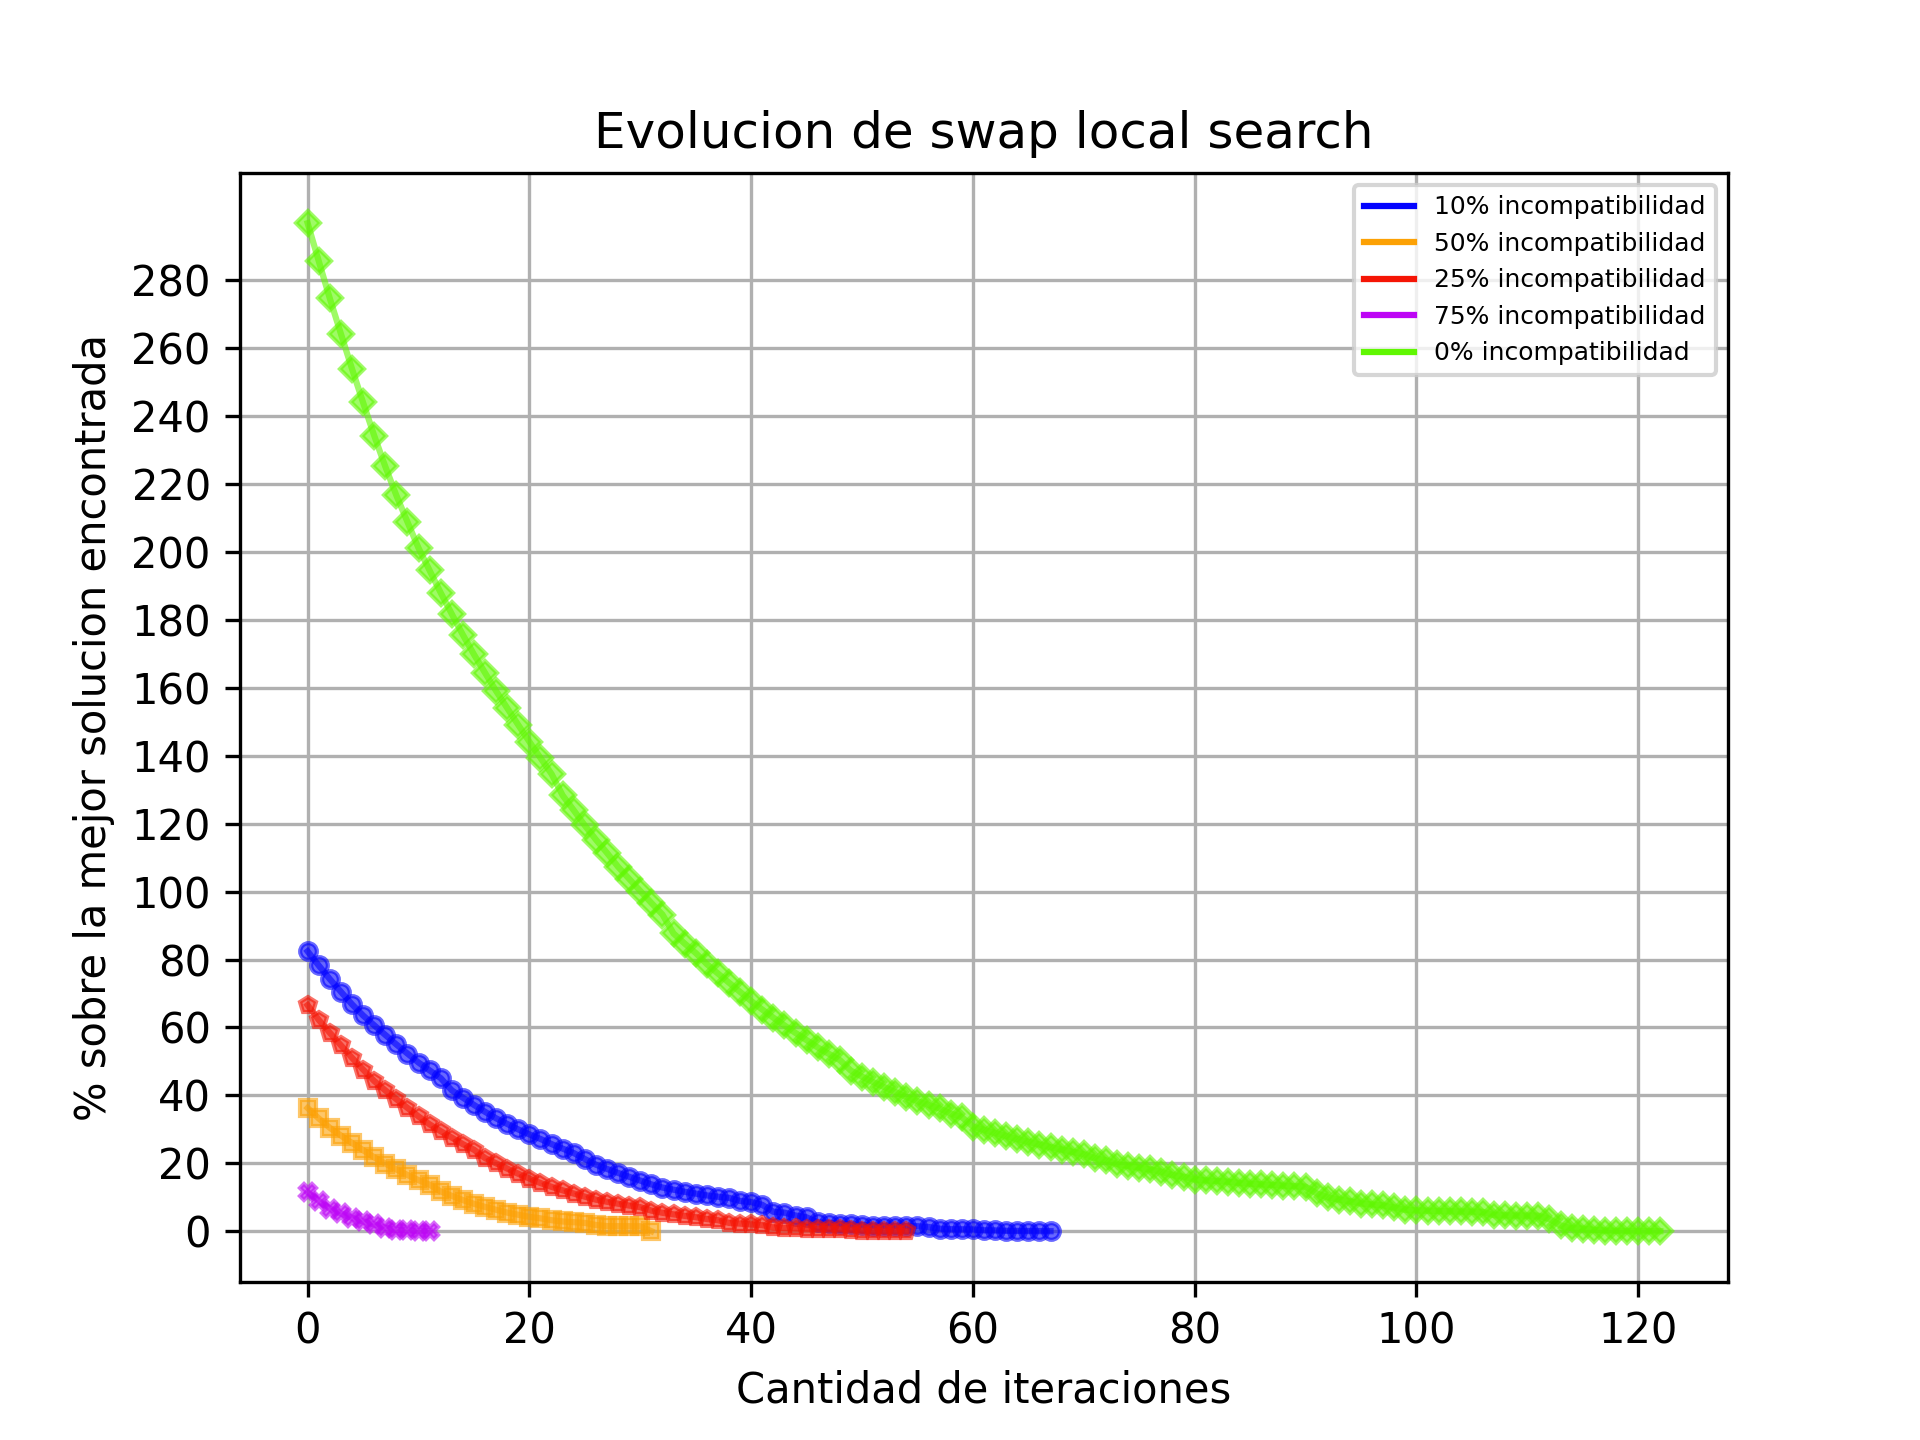 Evolucion de swap local search
10% incompatibilidad
50% incompatibilidad
25% incompatibilidad
75% incompatibilidad
0% incompatibilidad
% sobre la mejor solucion encontrada
280
260
240
220
200
180
160
140
120
100
80
60
40
20
0
0 20 40 60 80 100 120
Cantidad de iteraciones